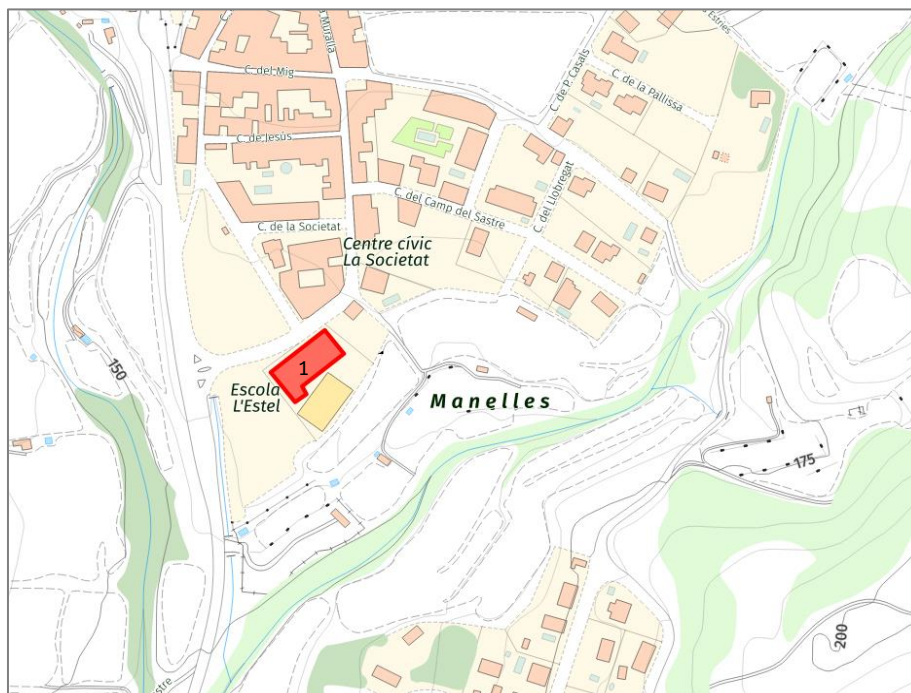 Muralla
Estries
C. del Mig
C. de P. Casals
C. de la Pallissa
C. de Jesús
C. del Camp del Sastre
C. del Llobregat
C. de la Societat
Centre cívic
La Societat
150
1
Escola
L'Estel
Manelles
175
200